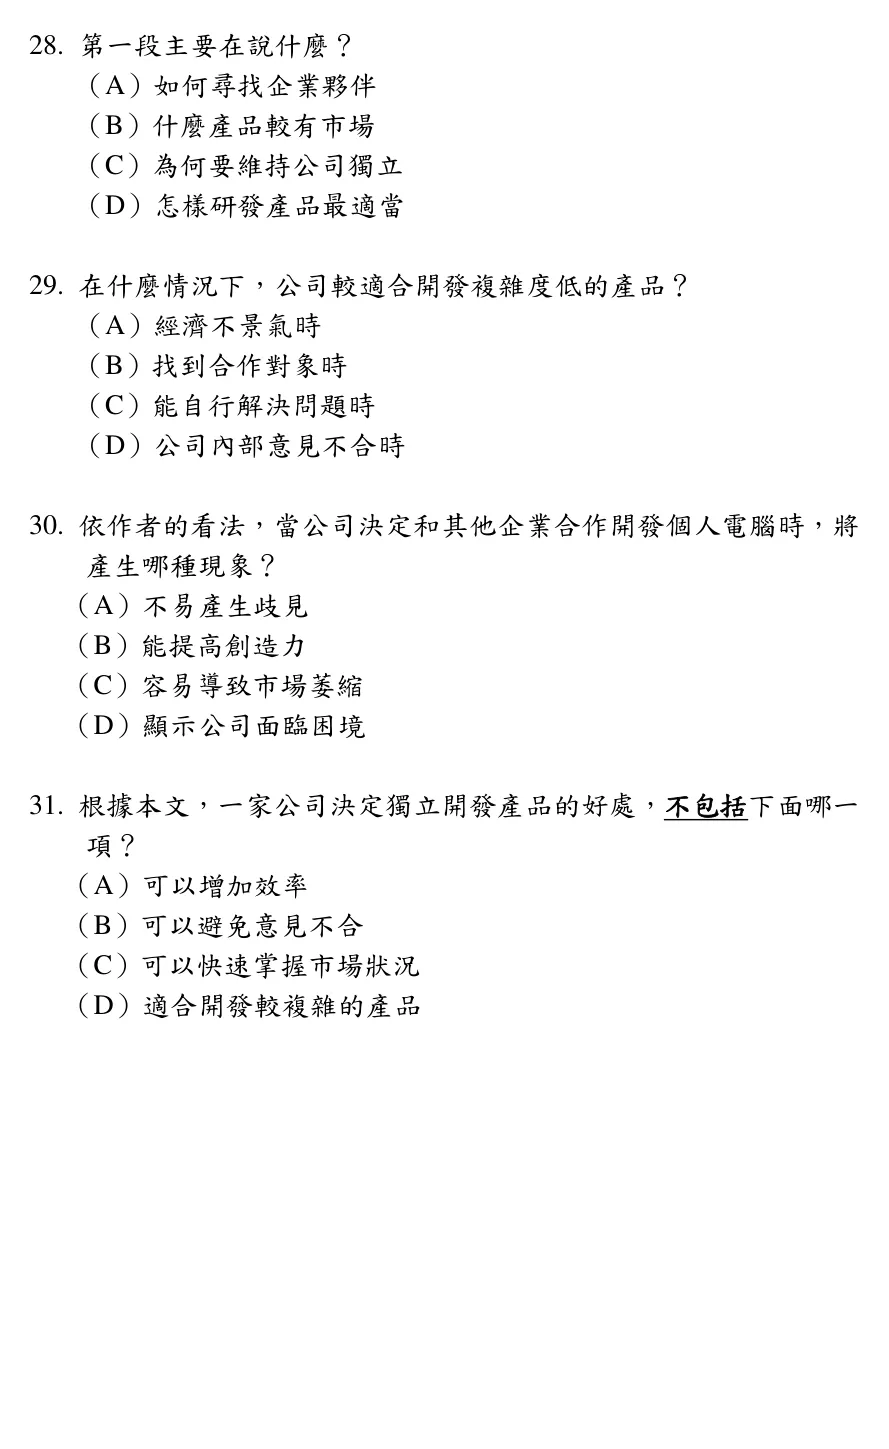 28. 第一段主要在說什麼？
（A）如何尋找企業夥伴
（B）什麼產品較有市場
（C）為何要維持公司獨立
（D）怎樣研發產品最適當
29. 在什麼情況下，公司較適合開發複雜度低的產品？
（A）經濟不景氣時
（B）找到合作對象時
（C）能自行解決問題時
（D）公司內部意見不合時
30. 依作者的看法，當公司決定和其他企業合作開發個人電腦時，將
產生哪種現象？
（A）不易產生歧見
（B）能提高創造力
（C）容易導致市場萎縮
（D）顯示公司面臨困境
31. 根據本文，一家公司決定獨立開發產品的好處，不包括下面哪一
項？
（A）可以增加效率
（B）可以避免意見不合
（C）可以快速掌握市場狀況
（D）適合開發較複雜的產品